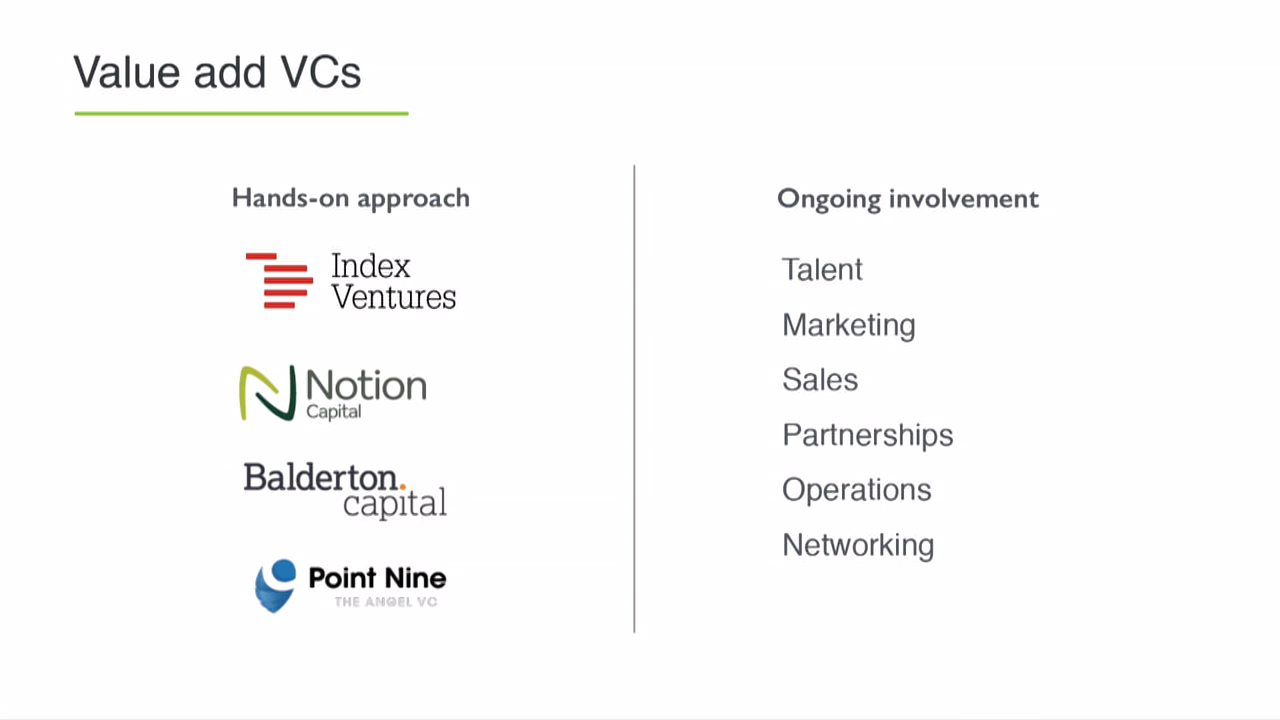 Value add VCs
Hands-on approach
Index
Ventures
Notion
Capital
Balderton.
capital
Point Nine
THE ANGEL VC
Ongoing involvement
Talent
Marketing
Sales
Partnerships
Operations
Networking